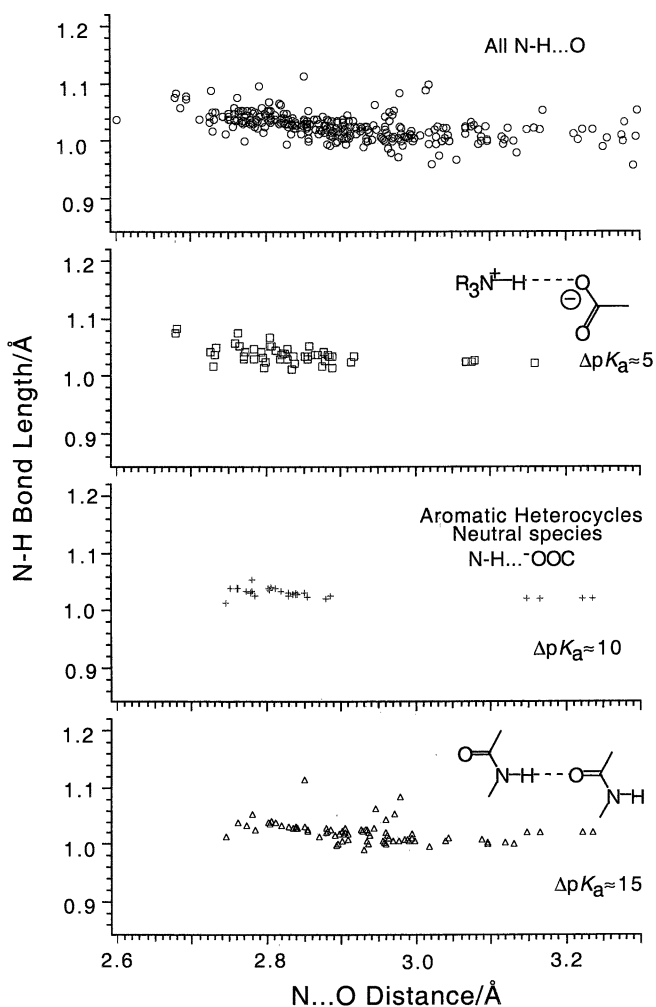 All N-H...O
1.2
1.1
1.0
0.9
R3N+–H
O
−
O
ΔpKa≈5
1.2
1.1
1.0
0.9
Aromatic Heterocycles
Neutral species
N-H...-OOC
ΔpKa≈10
1.2
1.1
1.0
0.9
O
N–H
O
N–H
ΔpKa≈15
1.2
1.1
1.0
0.9
2.6 2.8 3.0 3.2
N...O Distance/Å
N-H Bond Length/Å